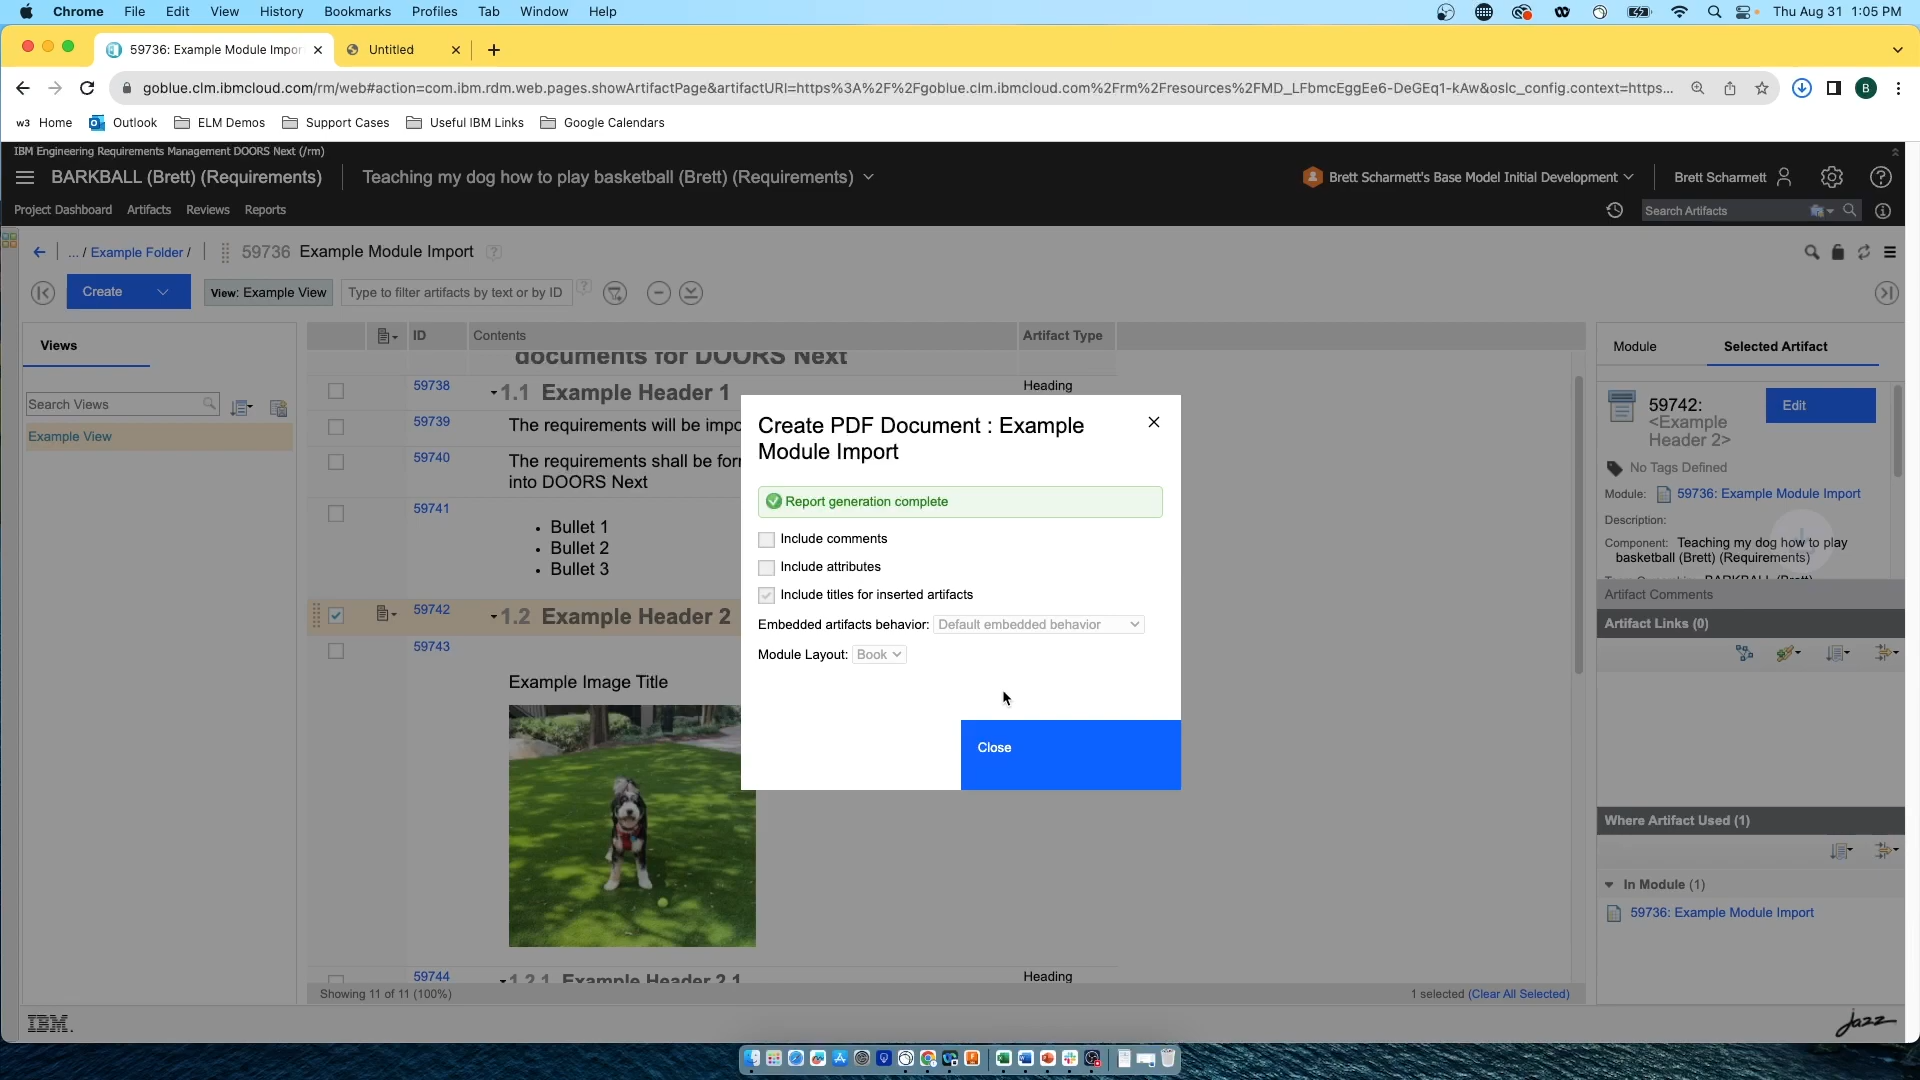 Chrome File Edit View History Bookmarks Profiles Tab Window Help Thu Aug 31 1:05 PM
59736: Example Module Impor Untitled
goblue.clm.ibmcloud.com/rm/web#action=com.ibm.rdm.web.pages.showArtifactPage&artifactURI=https%3A%2F%2Fgoblue.clm.ibmcloud.com%2Frm%2Fresources%2FMD_LFbmcEggEe6-DeGEq1-kAw&oslc_config.context=https... B
w3 Home Outlook ELM Demos Support Cases Useful IBM Links Google Calendars
IBM Engineering Requirements Management DOORS Next (/rm)
BARKBALL (Brett) (Requirements) Teaching my dog how to play basketball (Brett) (Requirements) Brett Scharmett's Base Model Initial Development Brett Scharmett
Project Dashboard Artifacts Reviews Reports Search Artifacts
... / Example Folder / 59736 Example Module Import
Create View: Example View Type to filter artifacts by text or by ID
Views
Search Views
Example View
ID Contents Artifact Type
documents for DOORS Next
59738 1.1 Example Header 1 Heading
59739 The requirements will be impo
59740 The requirements shall be for
into DOORS Next
59741
• Bullet 1
• Bullet 2
• Bullet 3
59742 1.2 Example Header 2
59743
Example Image Title
59744 1.2.1 Example Header 2.1 Heading
Showing 11 of 11 (100%) 1 selected (Clear All Selected)
Create PDF Document : Example
Module Import
Report generation complete
Include comments
Include attributes
Include titles for inserted artifacts
Embedded artifacts behavior: Default embedded behavior
Module Layout: Book
Close
Module Selected Artifact
59742:
<Example
Header 2>
Edit
No Tags Defined
Module: 59736: Example Module Import
Description:
Component: Teaching my dog how to play
basketball (Brett) (Requirements)
Artifact Comments
Artifact Links (0)
Where Artifact Used (1)
In Module (1)
59736: Example Module Import
IBM. Jazz